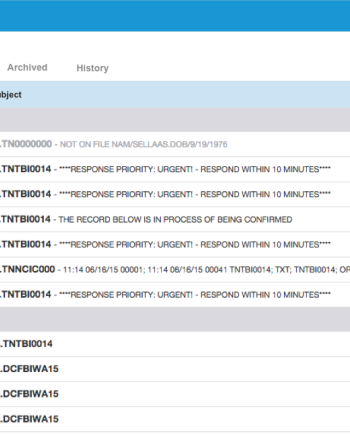 Archived History
ubject
.TN0000000 - NOT ON FILE NAM/SELLAAS.DOB/9/19/1976
.TNTBI0014 - ****RESPONSE PRIORITY: URGENT! - RESPOND WITHIN 10 MINUTES****
.TNTBI0014 - ****RESPONSE PRIORITY: URGENT! - RESPOND WITHIN 10 MINUTES****
.TNTBI0014 - THE RECORD BELOW IS IN PROCESS OF BEING CONFIRMED
.TNTBI0014 - ****RESPONSE PRIORITY: URGENT! - RESPOND WITHIN 10 MINUTES****
.TNNCIC000 - 11:14 06/16/15 00001; 11:14 06/16/15 00041 TNTBI0014; TXT; TNTBI0014; OR
.TNTBI0014 - ****RESPONSE PRIORITY: URGENT! - RESPOND WITHIN 10 MINUTES****
.TNTBI0014
.DCFBIWA15
.DCFBIWA15
.DCFBIWA15